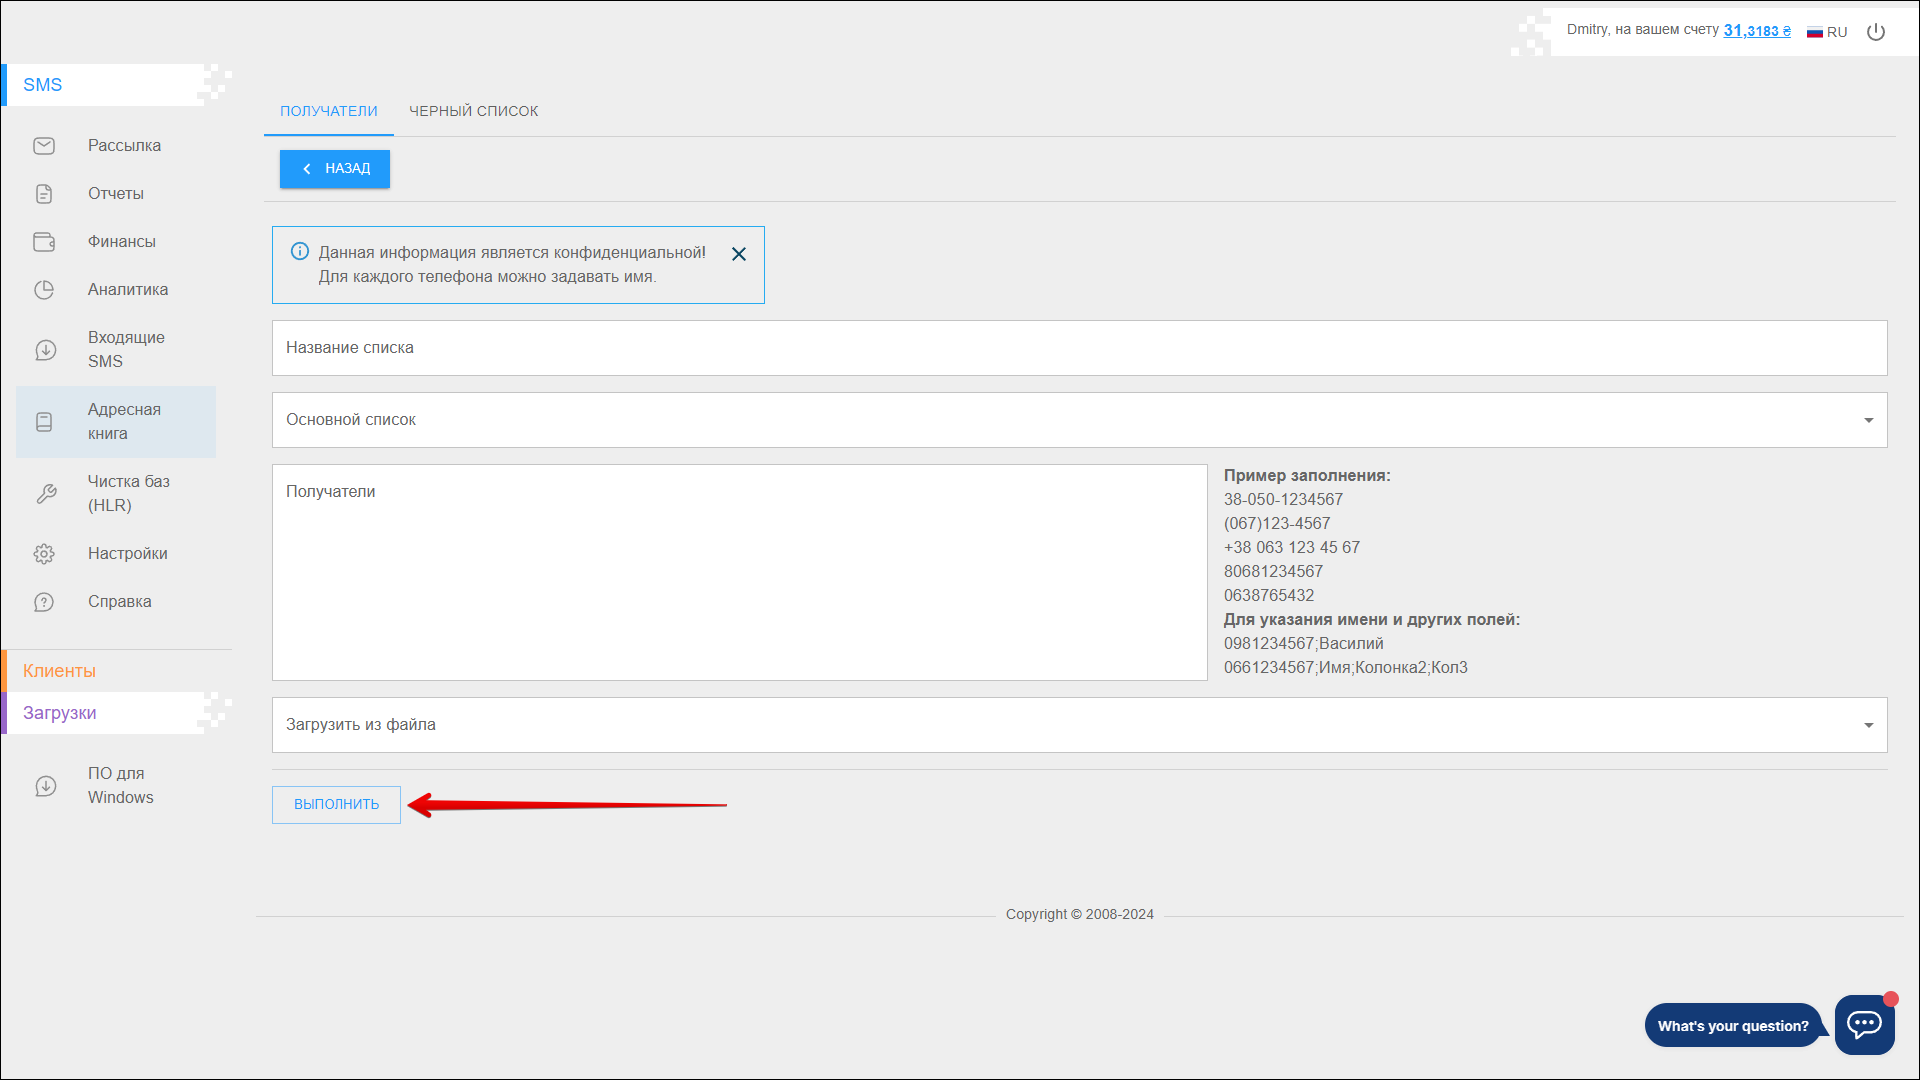 Dmitry, на вашем счету 31,3183 ₴
RU
SMS
Рассылка
Отчеты
Финансы
Аналитика
Входящие
SMS
Адресная
книга
Чистка баз
(HLR)
Настройки
Справка
Клиенты
Загрузки
ПО для
Windows
ПОЛУЧАТЕЛИ
ЧЕРНЫЙ СПИСОК
НАЗАД
Данная информация является конфиденциальной!
Для каждого телефона можно задавать имя.
Название списка
Основной список
Получатели
Пример заполнения:
38-050-1234567
(067)123-4567
+38 063 123 45 67
80681234567
0638765432
Для указания имени и других полей:
0981234567;Василий
0661234567;Имя;Колонка2;Кол3
Загрузить из файла
ВЫПОЛНИТЬ
Copyright © 2008-2024
What's your question?